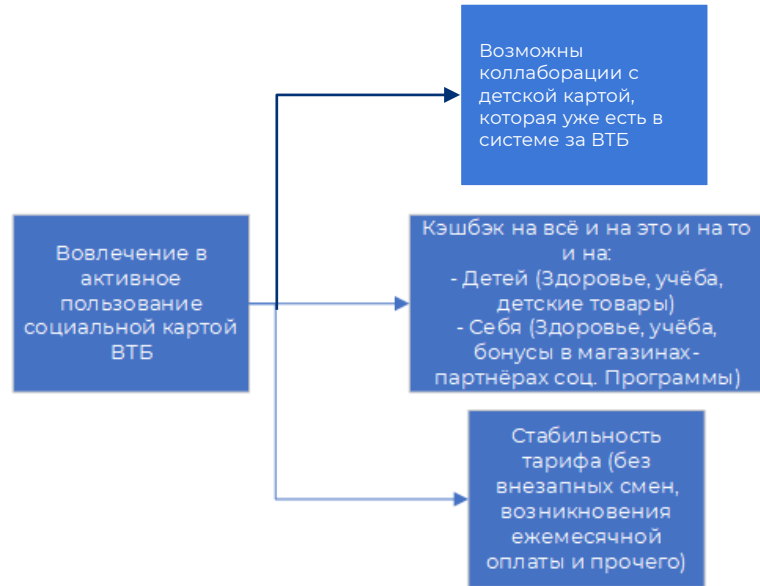 Возможны
коллаборации с
детской картой,
которая уже есть в
системе за ВТБ
Вовлечение в
активное
пользование
социальной картой
ВТБ
Кэшбэк на всё и на это и на то
и на:
- Детей (Здоровье, учёба,
детские товары)
- Себя (Здоровье, учёба,
бонусы в магазинах-
партнёрах соц. Программы)
Стабильность
тарифа (без
внезапных смен,
возникновения
ежемесячной
оплаты и прочего)